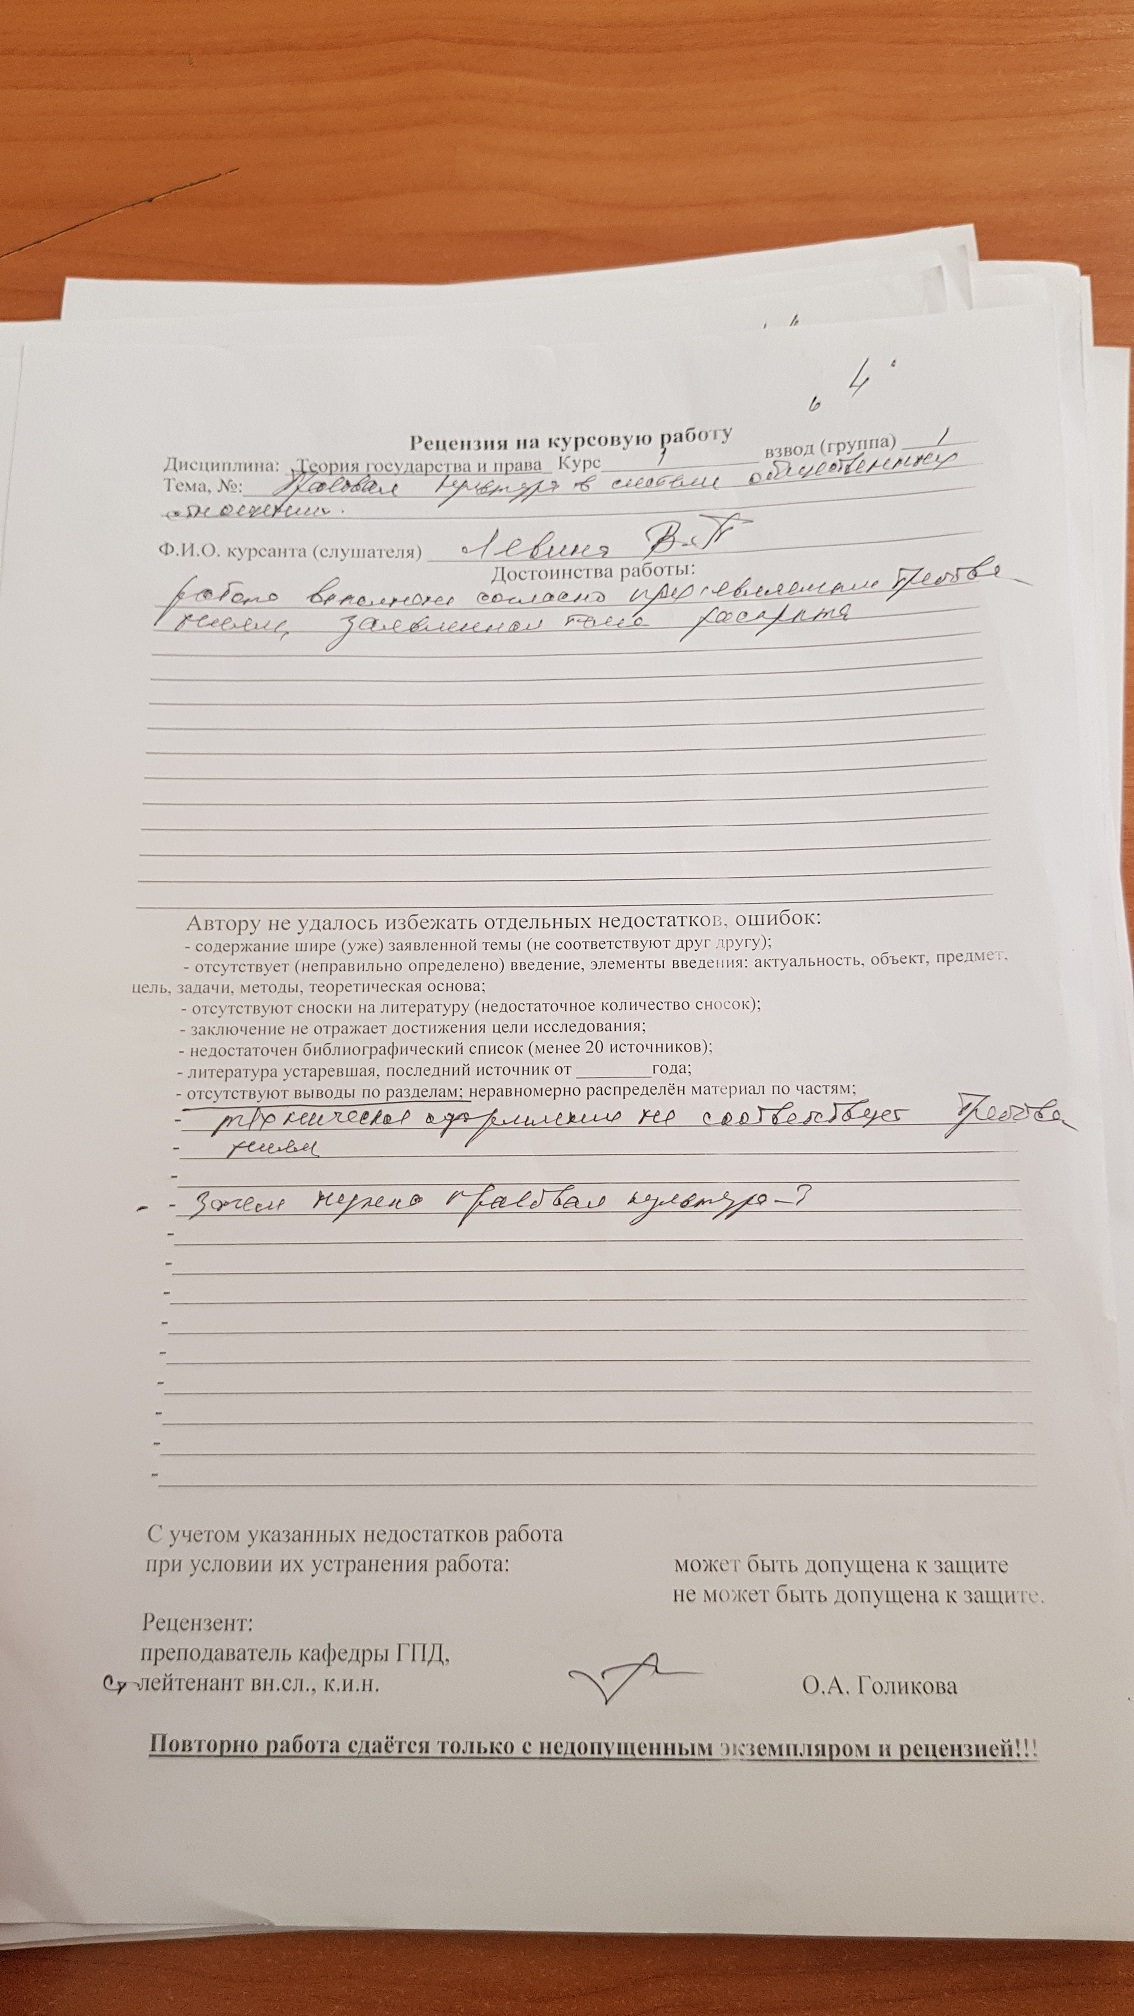 „ 4 "
Рецензия на курсовую работу
Дисциплина: Теория государства и права Курс 1 взвод (группа) 1
Тема, №: Правовая культура в системе общественных
отношений.
Ф.И.О. курсанта (слушателя) Левина В.
Достоинства работы:
работа выполнена согласно предъявляемым требова
ниям, заявленная тема раскрыта
Автору не удалось избежать отдельных недостатков, ошибок:
- содержание шире (уже) заявленной темы (не соответствуют друг другу);
- отсутствует (неправильно определено) введение, элементы введения: актуальность, объект, предмет,
цель, задачи, методы, теоретическая основа;
- отсутствуют сноски на литературу (недостаточное количество сносок);
- заключение не отражает достижения цели исследования;
- недостаточен библиографический список (менее 20 источников);
- литература устаревшая, последний источник от ________года;
- отсутствуют выводы по разделам; неравномерно распределён материал по частям;
- техническое оформление не соответствует требова
- ниям
-
- - Зачем нужна правовая культура - ?
-
-
-
-
-
-
-
-
-
С учетом указанных недостатков работа
при условии их устранения работа: может быть допущена к защите
не может быть допущена к защите.
Рецензент:
преподаватель кафедры ГПД,
ст лейтенант вн.сл., к.и.н. О.А. Голикова
Повторно работа сдаётся только с недопущенным экземпляром и рецензией!!!